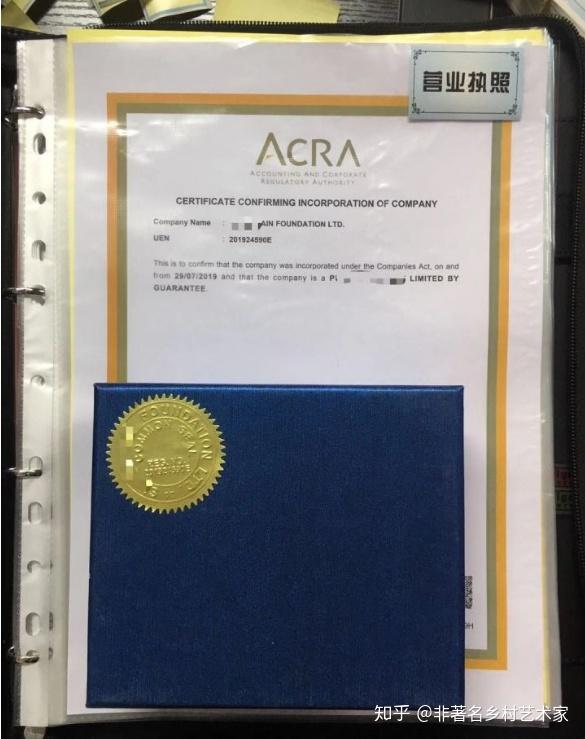 营业执照
ACRA
ACCOUNTING AND CORPORATE
REGULATORY AUTHORITY
CERTIFICATE CONFIRMING INCORPORATION OF COMPANY
Company Name : AIN FOUNDATION LTD.
UEN : 201924590E
This is to confirm that the company was incorporated under the Companies Act, on and
from 29/07/2019 and that the company is a LIMITED BY
GUARANTEE.
FOUNDATION LTD.
COMMON SEAL
REG. NO.
知乎 @非著名乡村艺术家